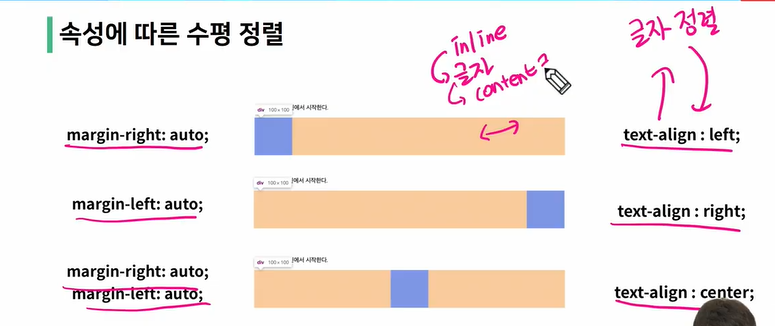 속성에 따른 수평 정렬
inline
글자
content
글자 정렬
div 100 x 100 에서 시작한다.
margin-right: auto;
text-align : left;
div 100 x 100 에서 시작한다.
margin-left: auto;
text-align : right;
div 100 x 100 에서 시작한다.
margin-right: auto;
margin-left: auto;
text-align : center;